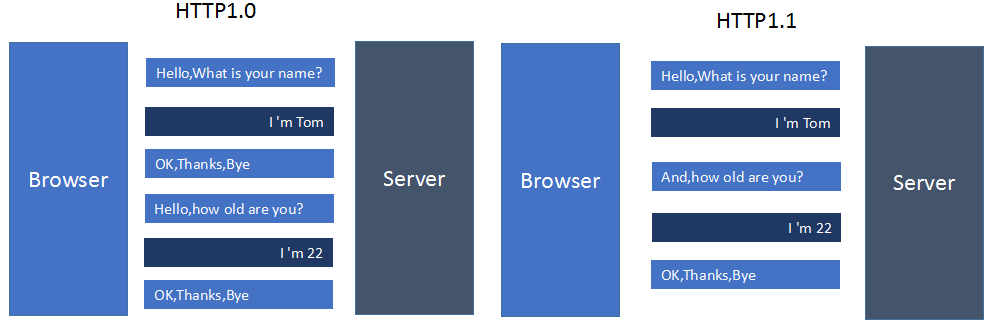 HTTP1.0
Browser
Hello,What is your name?
I 'm Tom
OK,Thanks,Bye
Hello,how old are you?
I 'm 22
OK,Thanks,Bye
Server
HTTP1.1
Browser
Hello,What is your name?
I 'm Tom
And,how old are you?
I 'm 22
OK,Thanks,Bye
Server